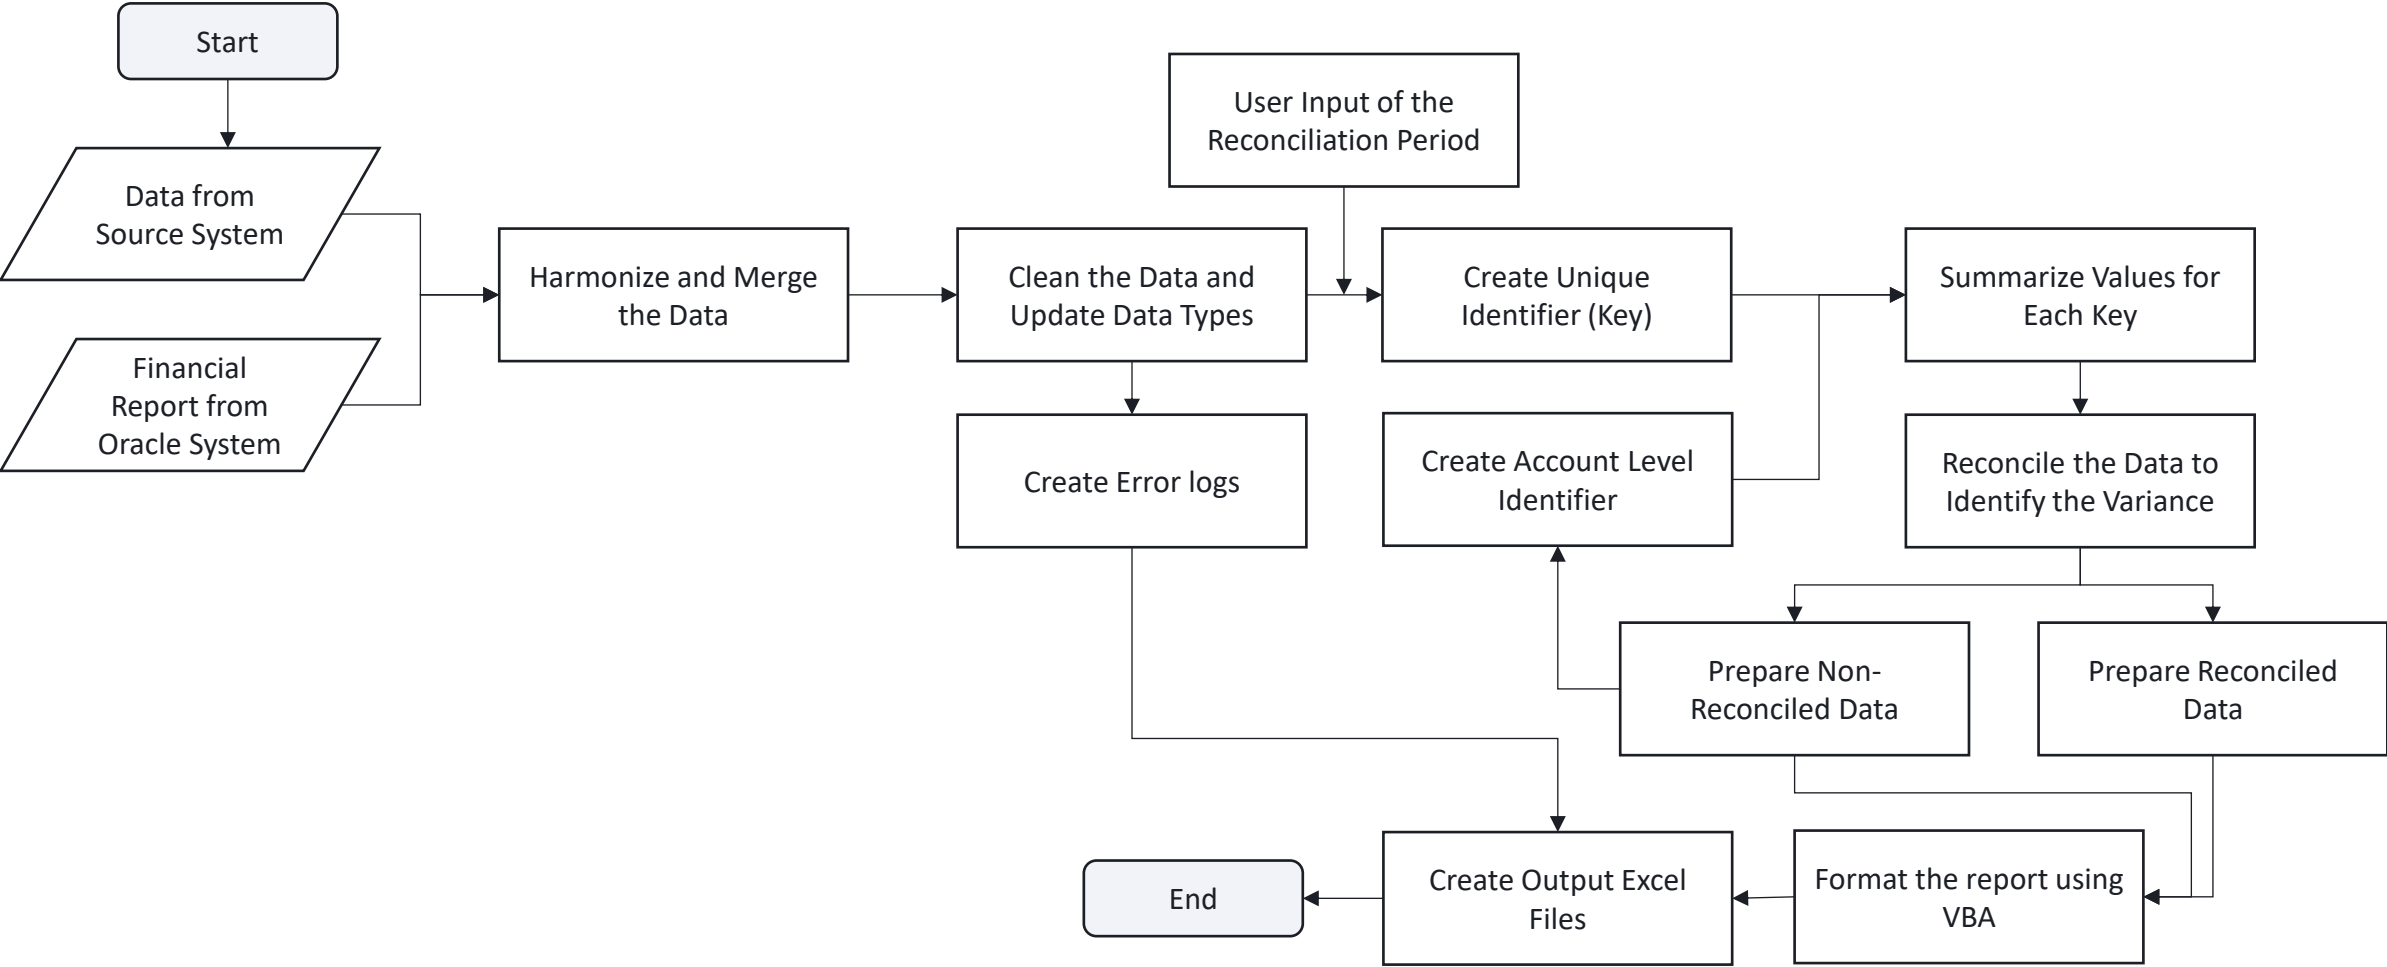 Start
Data from
Source System
Financial
Report from
Oracle System
Harmonize and Merge
the Data
Clean the Data and
Update Data Types
User Input of the
Reconciliation Period
Create Unique
Identifier (Key)
Summarize Values for
Each Key
Create Error logs
Create Account Level
Identifier
Reconcile the Data to
Identify the Variance
Prepare Non-
Reconciled Data
Prepare Reconciled
Data
End
Create Output Excel
Files
Format the report using
VBA